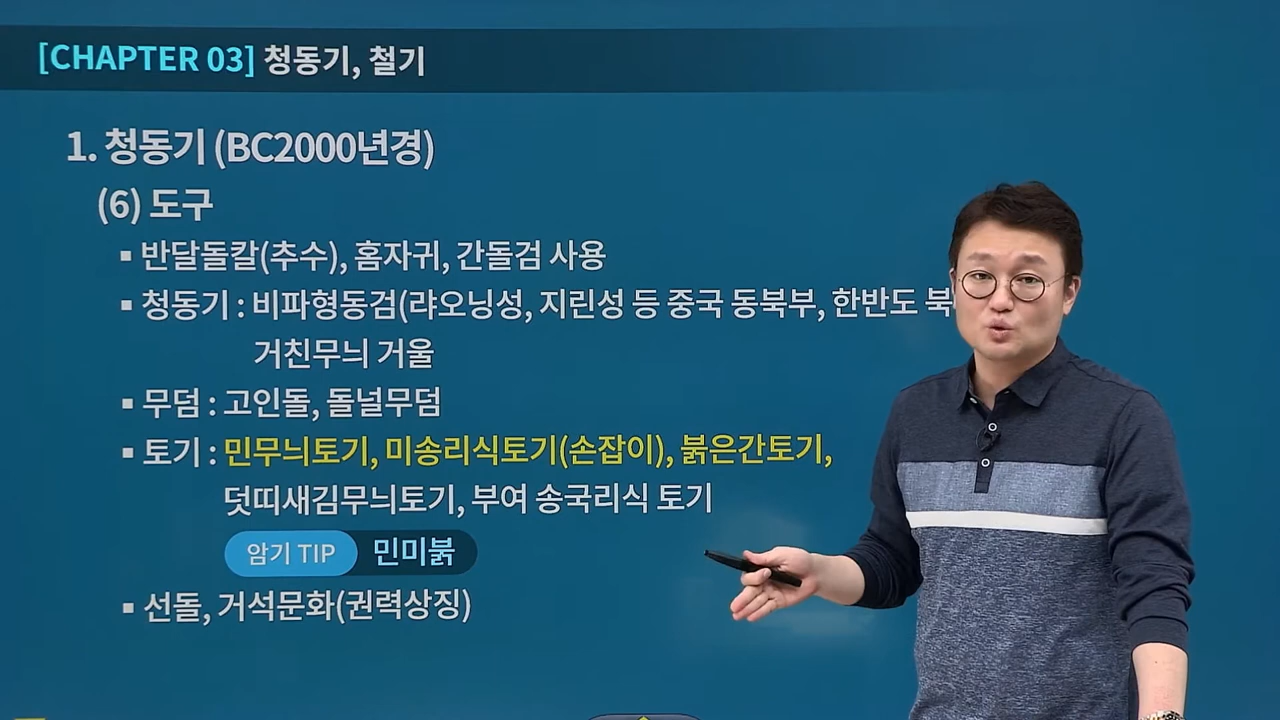 [CHAPTER 03] 청동기, 철기
1. 청동기 (BC2000년경)
(6) 도구
▪ 반달돌칼(추수), 홈자귀, 간돌검 사용
▪ 청동기 : 비파형동검(랴오닝성, 지린성 등 중국 동북부, 한반도 북
거친무늬 거울
▪ 무덤 : 고인돌, 돌널무덤
▪ 토기 : 민무늬토기, 미송리식토기(손잡이), 붉은간토기,
덧띠새김무늬토기, 부여 송국리식 토기
암기 TIP 민미붉
▪ 선돌, 거석문화(권력상징)